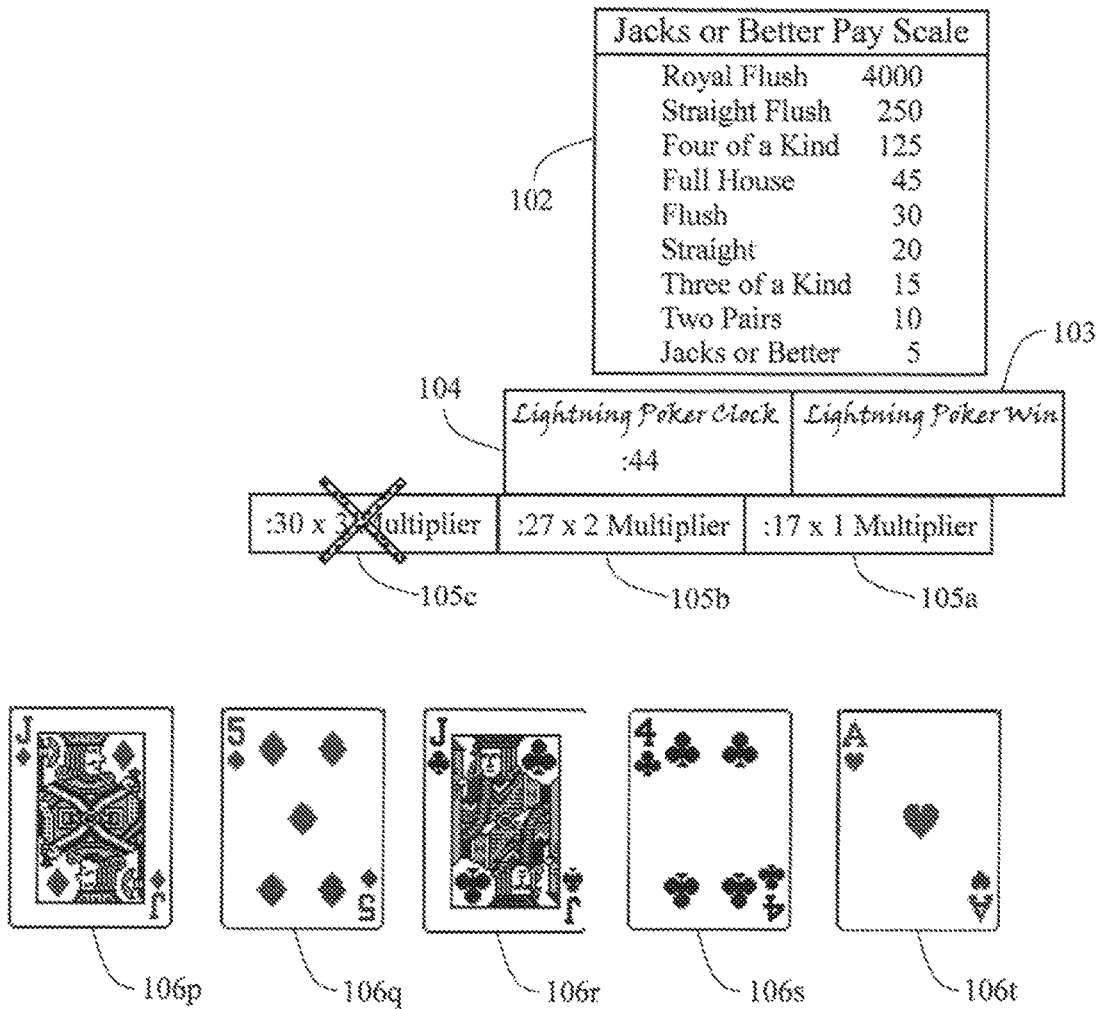 Jacks or Better Pay Scale
Royal Flush 4000
Straight Flush 250
Four of a Kind 125
Full House 45
Flush 30
Straight 20
Three of a Kind 15
Two Pairs 10
Jacks or Better 5
102
103
104
Lightning Poker Clock
:44
Lightning Poker Win
:30 x 3 Multiplier
:27 x 2 Multiplier
:17 x 1 Multiplier
105c
105b
105a
J
5
J
4
A
J
5
J
4
A
106p
106q
106r
106s
106t